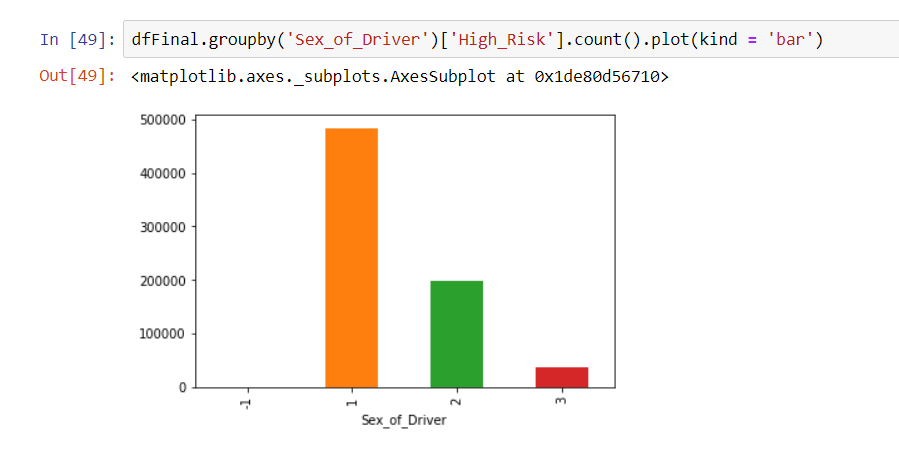 In [49]: dfFinal.groupby('Sex_of_Driver')['High_Risk'].count().plot(kind = 'bar')
Out[49]: <matplotlib.axes._subplots.AxesSubplot at 0x1de80d56710>
500000
400000
300000
200000
100000
0
-1 1 2 3
Sex_of_Driver